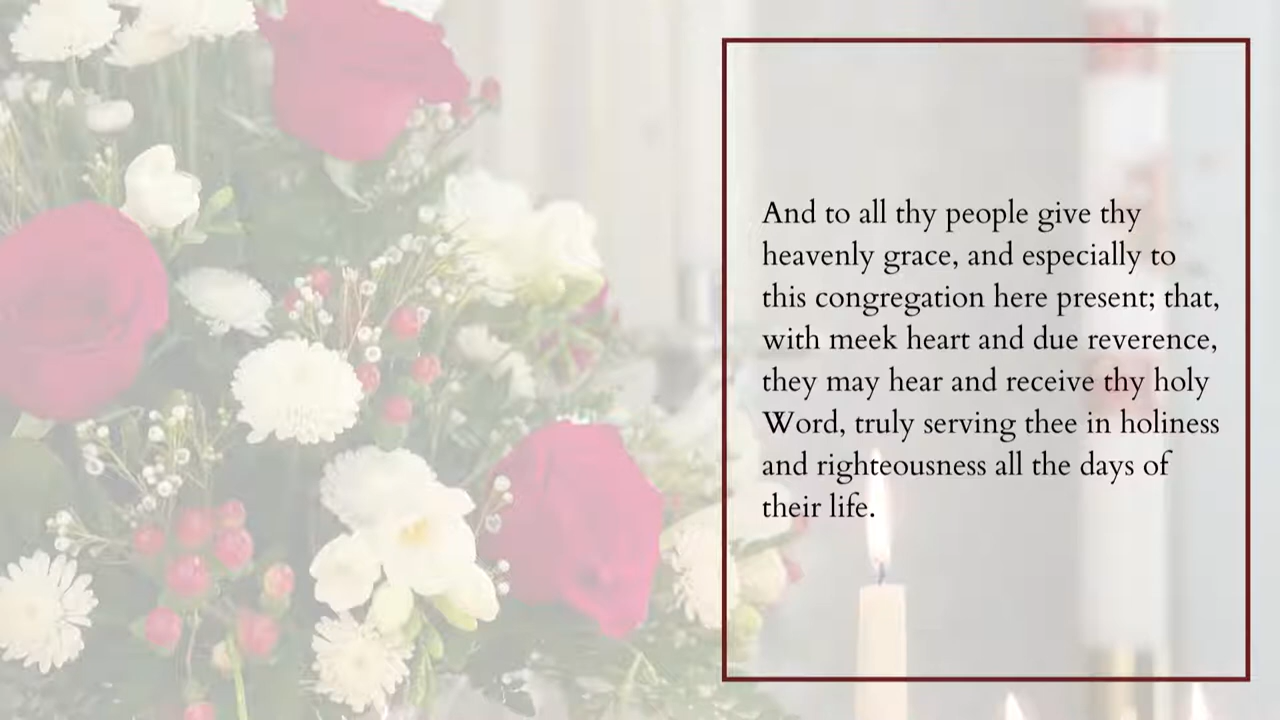 And to all thy people give thy
heavenly grace, and especially to
this congregation here present; that,
with meek heart and due reverence,
they may hear and receive thy holy
Word, truly serving thee in holiness
and righteousness all the days of
their life.